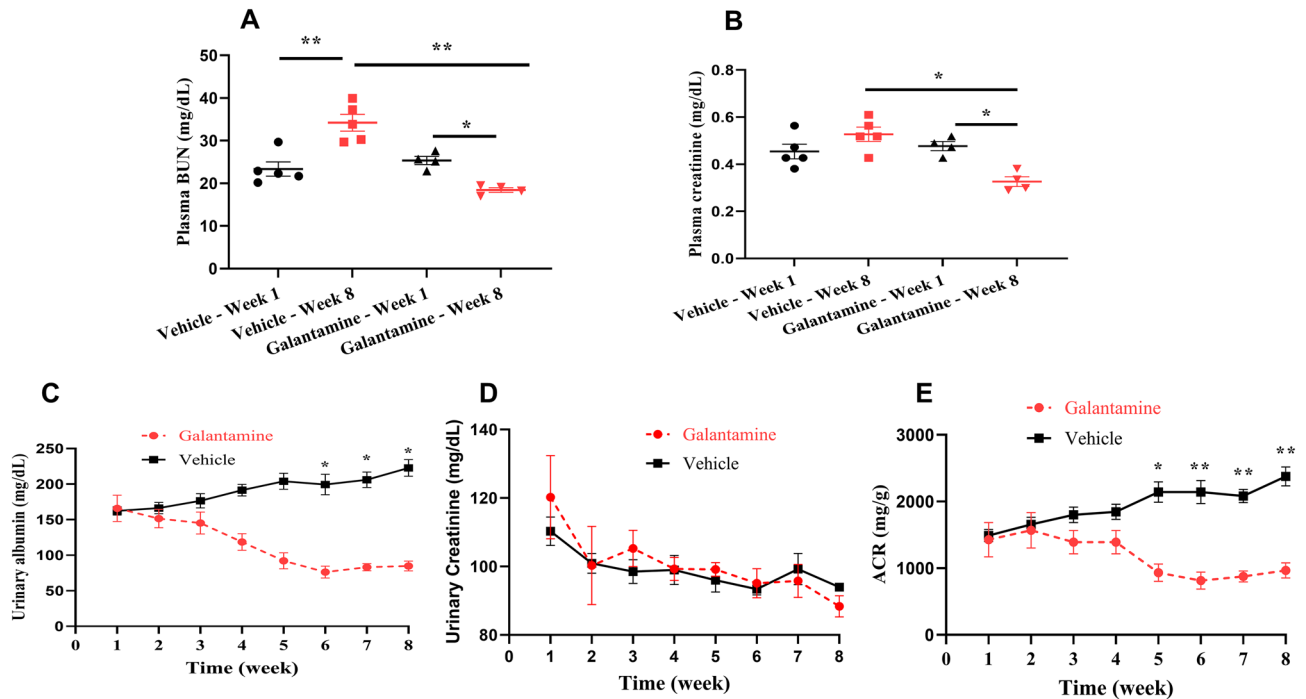 A
**
**
*
Plasma BUN (mg/dL)
50
40
30
20
10
0
Vehicle - Week 1
Vehicle - Week 8
Galantamine - Week 1
Galantamine - Week 8
B
*
*
Plasma creatinine (mg/dL)
0.8
0.6
0.4
0.2
0.0
Vehicle - Week 1
Vehicle - Week 8
Galantamine - Week 1
Galantamine - Week 8
C
Galantamine
Vehicle
* * *
Urinary albumin (mg/dL)
250
200
150
100
50
0
0 1 2 3 4 5 6 7 8
Time (week)
D
Galantamine
Vehicle
Urinary Creatinine (mg/dL)
140
120
100
80
0 1 2 3 4 5 6 7 8
Time (week)
E
Galantamine
Vehicle
* ** ** **
ACR (mg/g)
3000
2000
1000
0
0 1 2 3 4 5 6 7 8
Time (week)